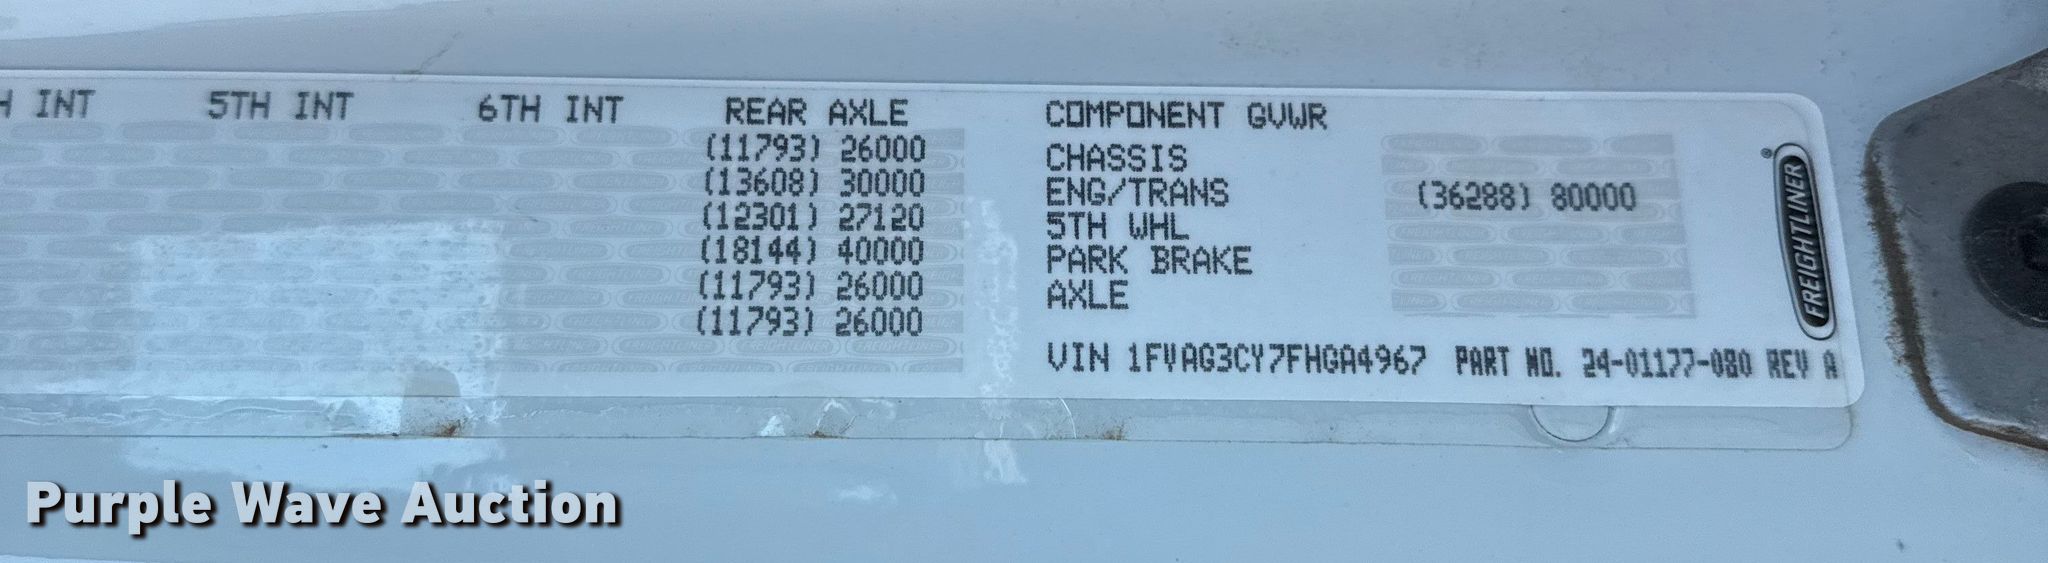 H INT 5TH INT 6TH INT REAR AXLE
(11793) 26000
(13608) 30000
(12301) 27120
(18144) 40000
(11793) 26000
(11793) 26000
COMPONENT GVWR
CHASSIS
ENG/TRANS (36288) 80000
5TH WHL
PARK BRAKE
AXLE
VIN 1FVAG3CY7FHGA4967 PART NO. 24-01177-080 REV A
® FREIGHTLINER
Purple Wave Auction